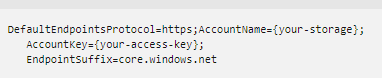 DefaultEndpointsProtocol=https;AccountName={your-storage};
AccountKey={your-access-key};
EndpointSuffix=core.windows.net